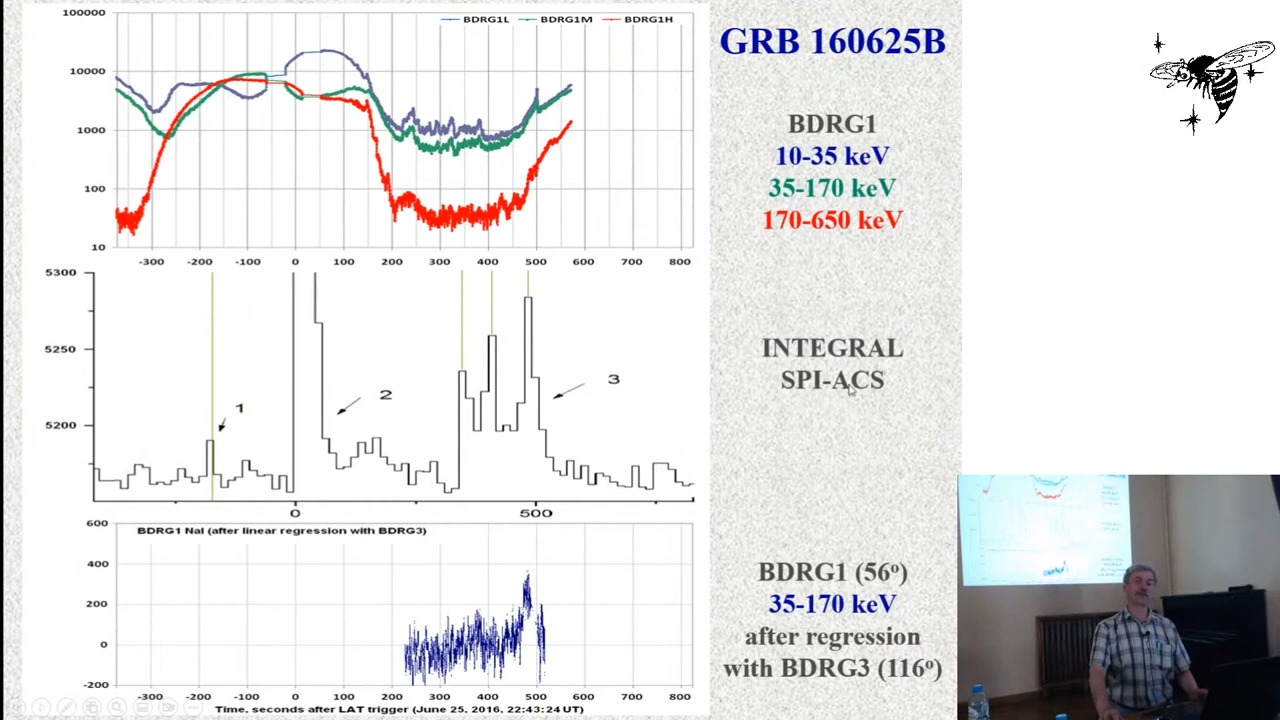 GRB 160625B
BDRG1L BDRG1M BDRG1H
100000
10000
1000
100
10
-300 -200 -100 0 100 200 300 400 500 600 700 800
BDRG1
10-35 keV
35-170 keV
170-650 keV
5300
5250
5200
1
2
3
0 500
INTEGRAL
SPI-ACS
BDRG1 NaI (after linear regression with BDRG3)
600
400
200
0
-200
-300 -200 -100 0 100 200 300 400 500 600 700 800
Time, seconds after LAT trigger (June 25, 2016, 22:43:24 UT)
BDRG1 (56º)
35-170 keV
after regression
with BDRG3 (116º)